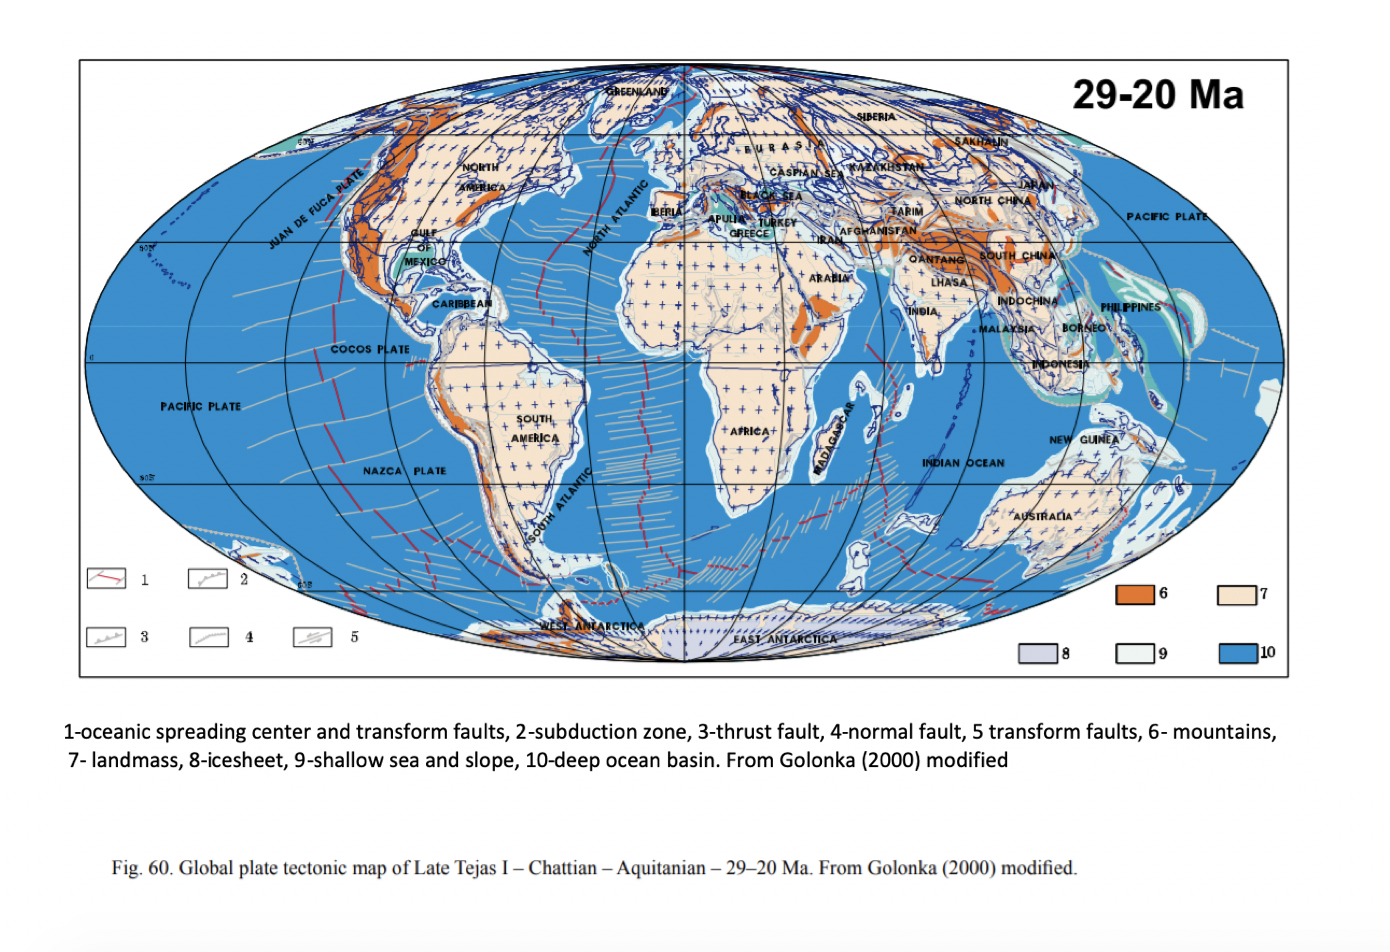 29-20 Ma
GREENLAND
SIBERIA
60N
SAKHALIN
EURASIA
NORTH
AMERICA
KAZAKHSTAN
CASPIAN SEA
JUAN DE FUCA PLATE
JAPAN
BLACK SEA
NORTH CHINA
NORTH ATLANTIC
IBERIA
APULIA
TURKEY
TARIM
PACIFIC PLATE
GULF
OF
MEXICO
GREECE
IRAN
AFGHANISTAN
QANTANG
SOUTH CHINA
ARABIA
LHASA
CARIBBEAN
INDOCHINA
PHILIPPINES
INDIA
MALAYSIA
BORNEO
COCOS PLATE
0
INDONESIA
PACIFIC PLATE
SOUTH
AMERICA
AFRICA
MADAGASCAR
NEW GUINEA
NAZCA PLATE
INDIAN OCEAN
30S
SOUTH ATLANTIC
AUSTRALIA
60S
1
2
6
7
WEST ANTARCTICA
EAST ANTARCTICA
3
4
5
8
9
10
1-oceanic spreading center and transform faults, 2-subduction zone, 3-thrust fault, 4-normal fault, 5 transform faults, 6- mountains,
7- landmass, 8-icesheet, 9-shallow sea and slope, 10-deep ocean basin. From Golonka (2000) modified
Fig. 60. Global plate tectonic map of Late Tejas I – Chattian – Aquitanian – 29–20 Ma. From Golonka (2000) modified.